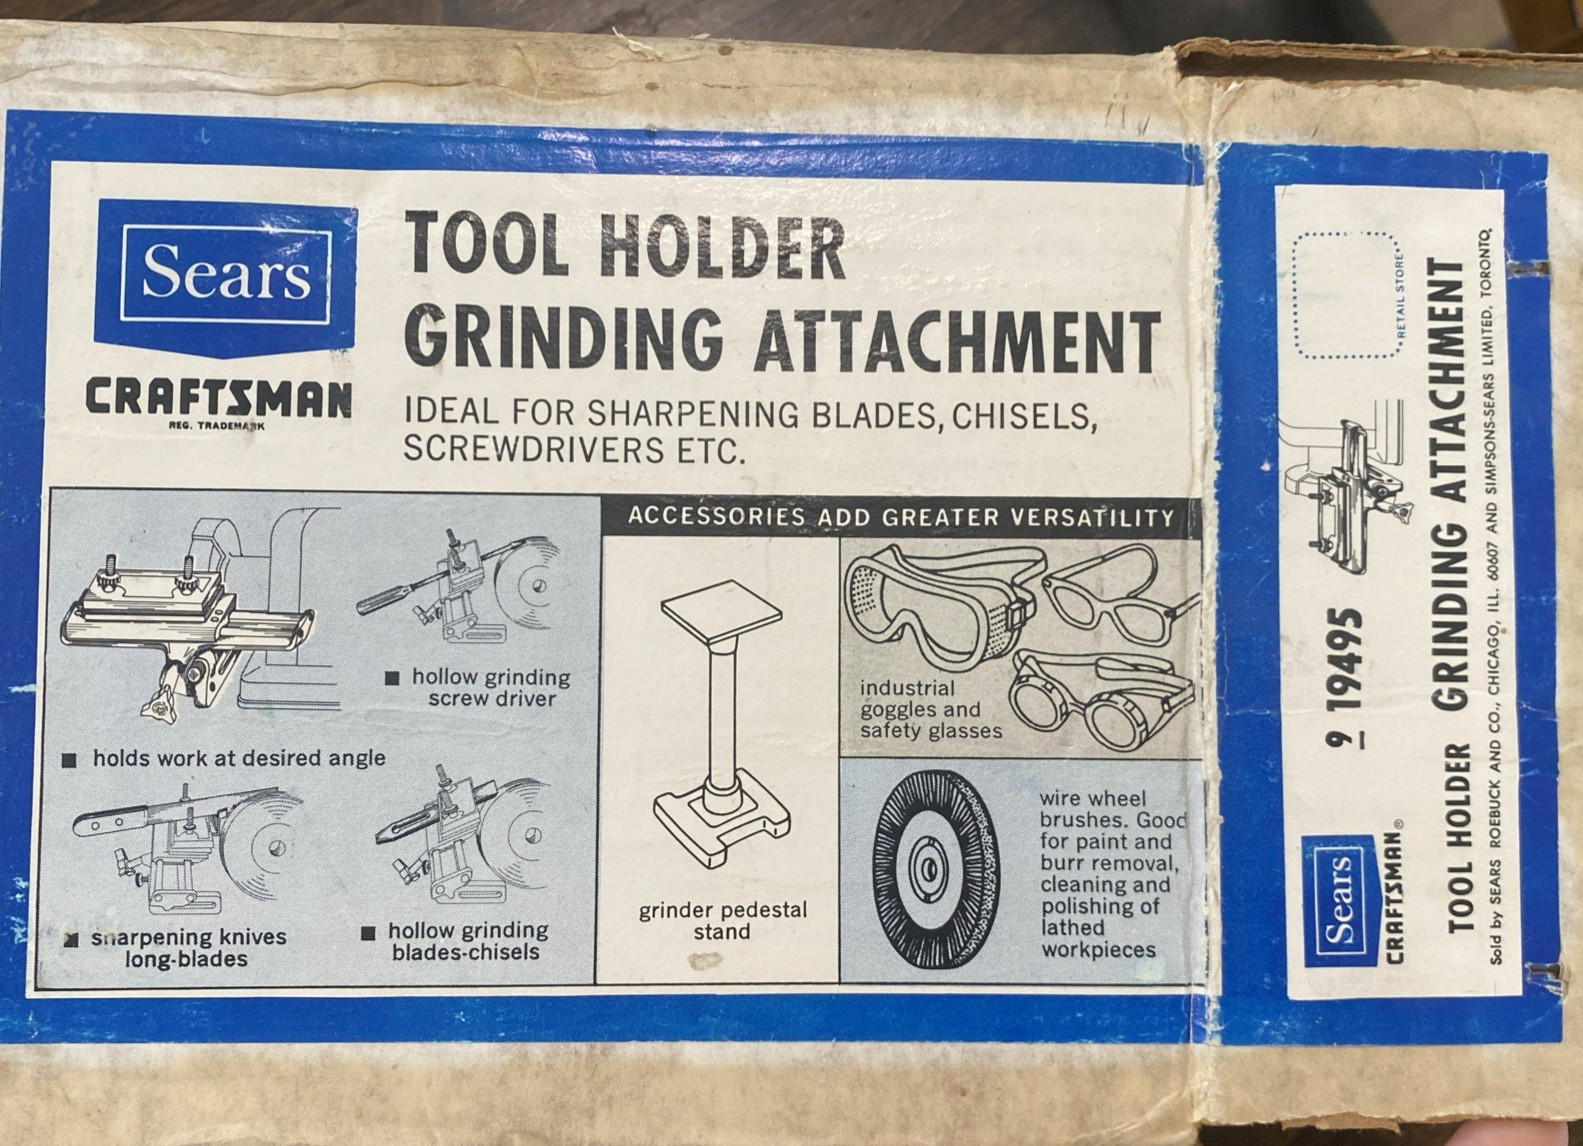 Sears
CRAFTSMAN
REG. TRADEMARK
TOOL HOLDER
GRINDING ATTACHMENT
IDEAL FOR SHARPENING BLADES, CHISELS,
SCREWDRIVERS ETC.
■ holds work at desired angle
■ hollow grinding
screw driver
■ sharpening knives
long-blades
■ hollow grinding
blades-chisels
ACCESSORIES ADD GREATER VERSATILITY
grinder pedestal
stand
industrial
goggles and
safety glasses
wire wheel
brushes. Good
for paint and
burr removal,
cleaning and
polishing of
lathed
workpieces
Sears
CRAFTSMAN®
9 19495
RETAIL STORE
TOOL HOLDER GRINDING ATTACHMENT
Sold by SEARS ROEBUCK AND CO., CHICAGO, ILL. 60607 AND SIMPSONS-SEARS LIMITED, TORONTO